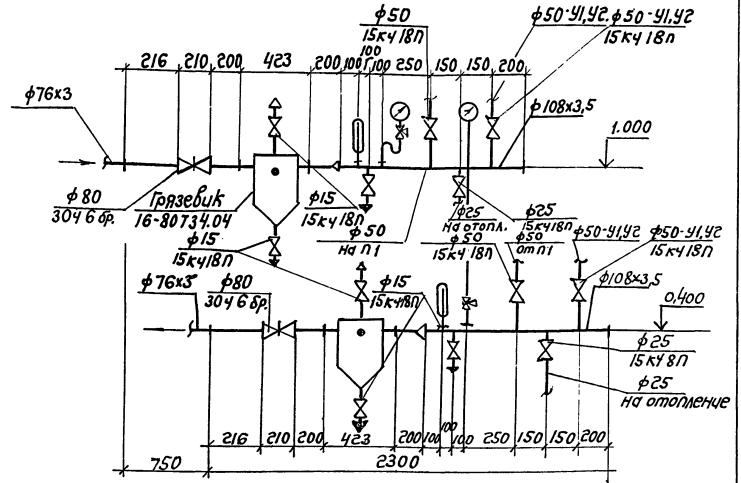 ф50 ф50-У1,У2. ф50-У1,У2
15кч18п 15кч18п
216 210 200 423 200 100 100 100 250 150 150 200
ф76х3
ф108х3,5
1.000
ф80
30ч6бр.
Грязевик
16-80734.04
ф15
15кч18п
ф50
на п1
ф25
на отопл.
ф25
15кч18п
ф15
15кч18п
ф50
15кч18п
ф50
от п1
ф50-У1,У2
ф50-У1,У2
15кч18п
ф76х3
ф80
30ч6бр.
ф15
15кч18п
ф108х3,5
0,400
ф25
15кч8п
ф25
на отопление
216 210 200 423 200 100 100 100 250 150 150 200
750 2300